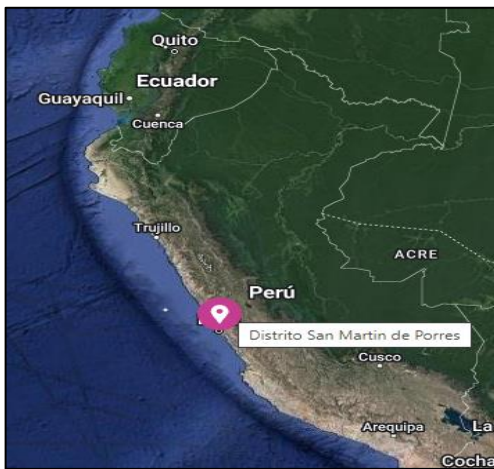 Quito
Ecuador
Guayaquil
Cuenca
Trujillo
ACRE
Perú
Distrito San Martin de Porres
Cusco
Arequipa
La
Cocha